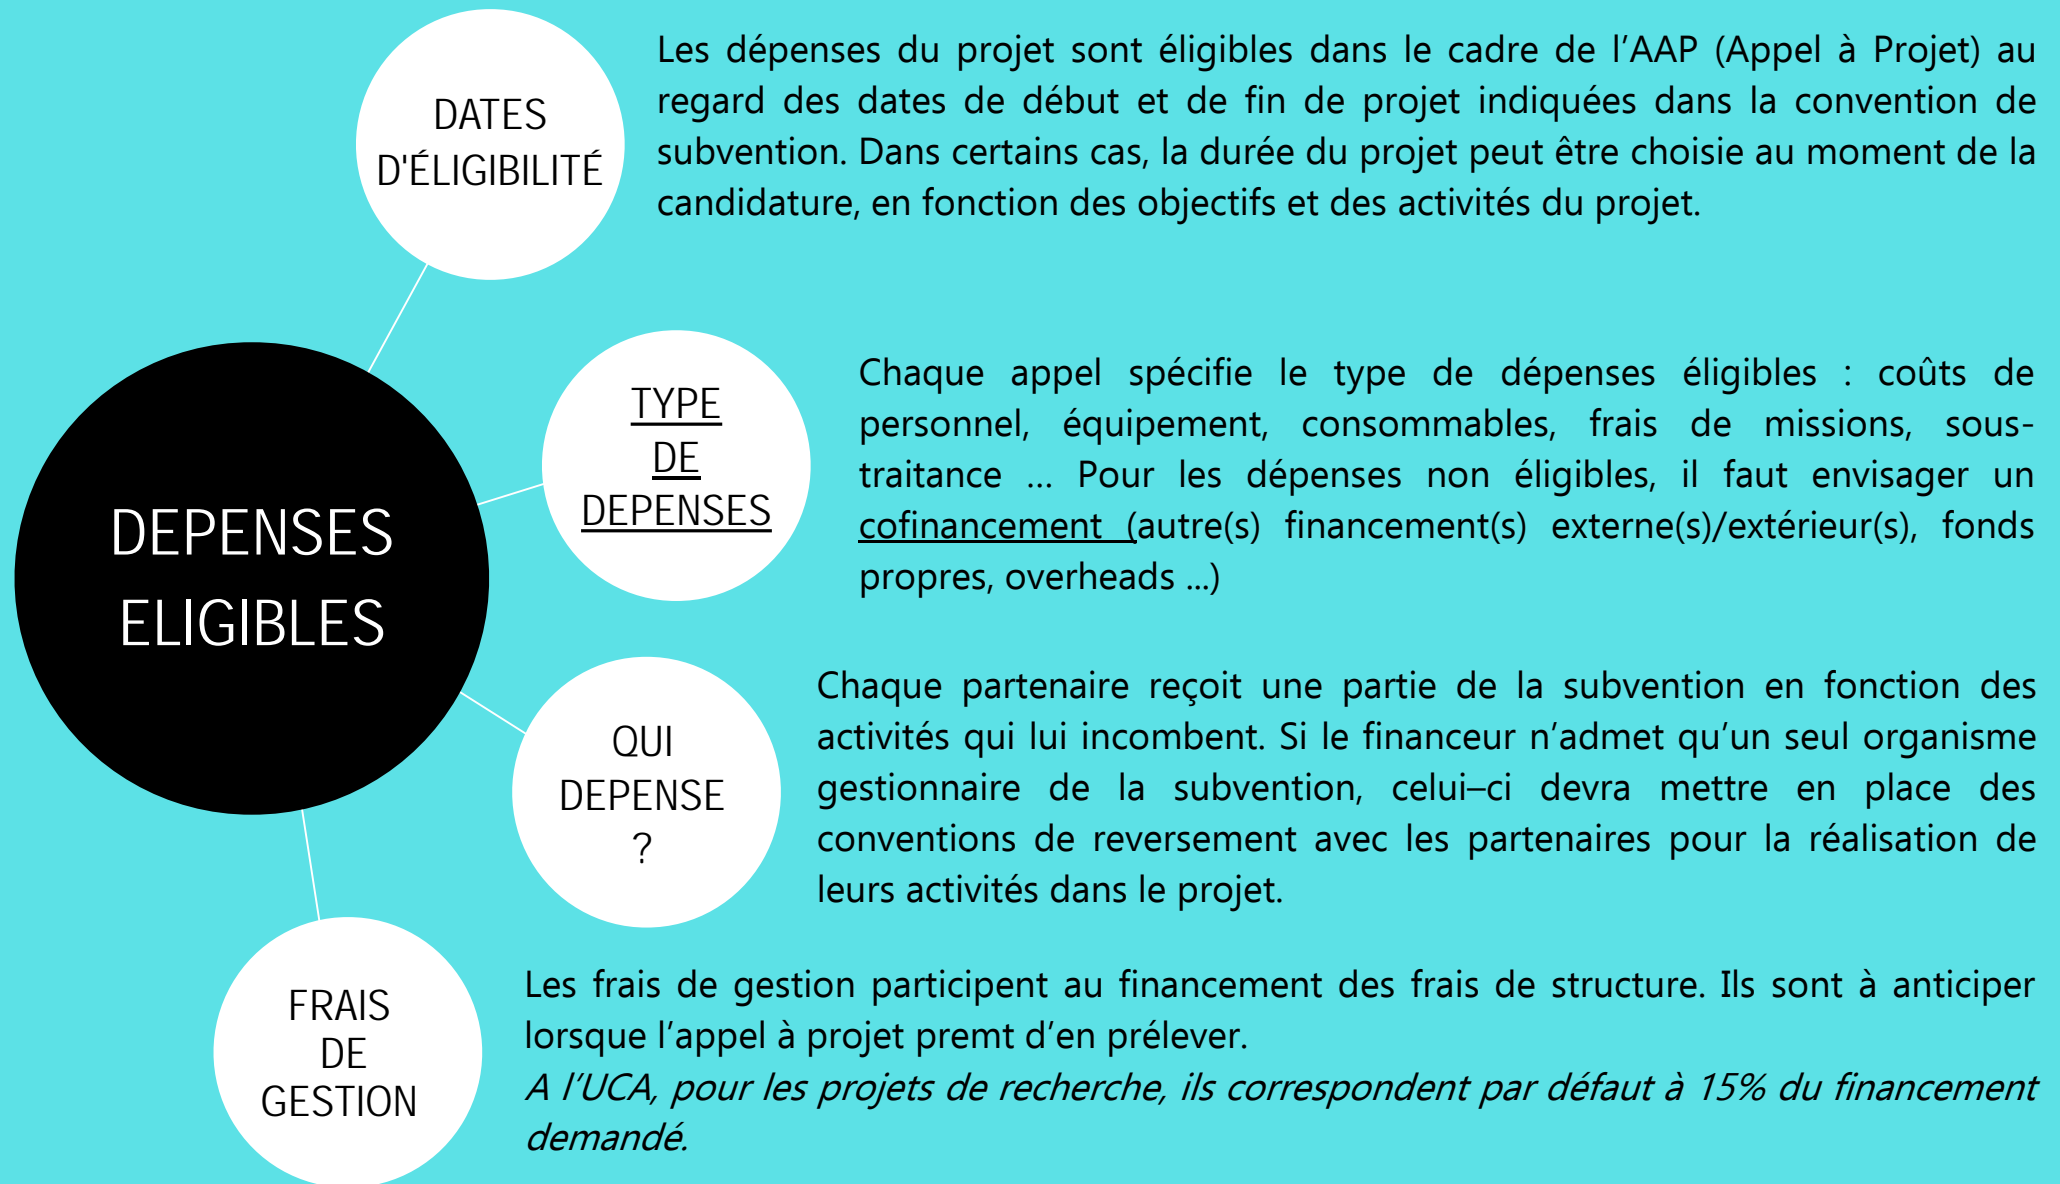 DATES
D'ÉLIGIBILITÉ
Les dépenses du projet sont éligibles dans le cadre de l’AAP (Appel à Projet) au
regard des dates de début et de fin de projet indiquées dans la convention de
subvention. Dans certains cas, la durée du projet peut être choisie au moment de la
candidature, en fonction des objectifs et des activités du projet.
DEPENSES
ELIGIBLES
TYPE
DE
DEPENSES
Chaque appel spécifie le type de dépenses éligibles : coûts de
personnel, équipement, consommables, frais de missions, sous-
traitance … Pour les dépenses non éligibles, il faut envisager un
cofinancement (autre(s) financement(s) externe(s)/extérieur(s), fonds
propres, overheads ...)
QUI
DEPENSE
?
Chaque partenaire reçoit une partie de la subvention en fonction des
activités qui lui incombent. Si le financeur n’admet qu’un seul organisme
gestionnaire de la subvention, celui–ci devra mettre en place des
conventions de reversement avec les partenaires pour la réalisation de
leurs activités dans le projet.
FRAIS
DE
GESTION
Les frais de gestion participent au financement des frais de structure. Ils sont à anticiper
lorsque l’appel à projet premt d’en prélever.
A l’UCA, pour les projets de recherche, ils correspondent par défaut à 15% du financement
demandé.